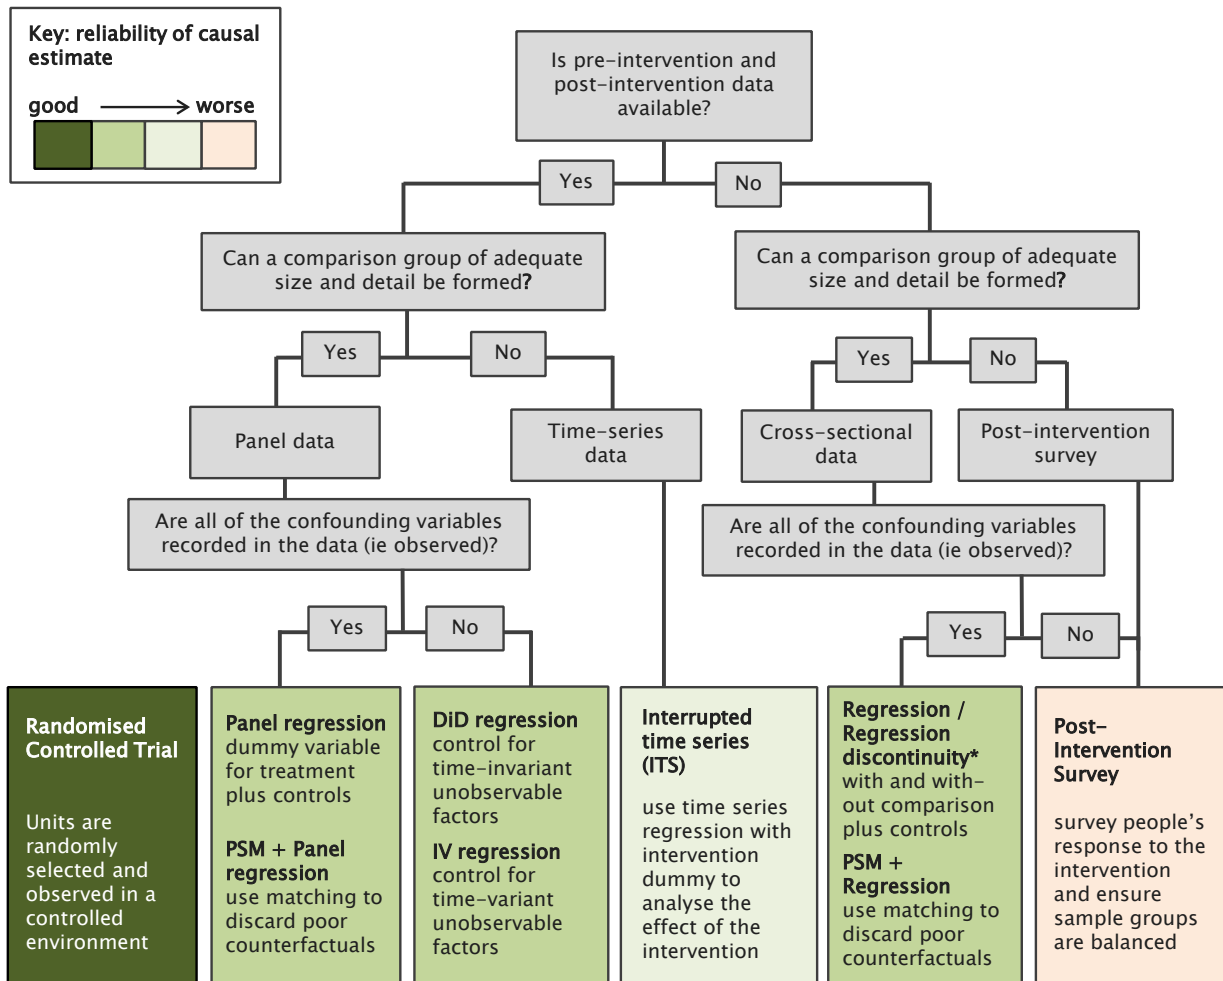 Key: reliability of causal
estimate
good
worse
Is pre-intervention and
post-intervention data
available?
Yes
No
Can a comparison group of adequate
size and detail be formed?
Can a comparison group of adequate
size and detail be formed?
Yes
No
Yes
No
Panel data
Time-series
data
Cross-sectional
data
Post-intervention
survey
Are all of the confounding variables
recorded in the data (ie observed)?
Are all of the confounding variables
recorded in the data (ie observed)?
Yes
No
Yes
No
Randomised
Controlled Trial
Units are
randomly
selected and
observed in a
controlled
environment
Panel regression
dummy variable
for treatment
plus controls
PSM + Panel
regression
use matching to
discard poor
counterfactuals
DiD regression
control for
time-invariant
unobservable
factors
IV regression
control for
time-variant
unobservable
factors
Interrupted
time series
(ITS)
use time series
regression with
intervention
dummy to
analyse the
effect of the
intervention
Regression /
Regression
discontinuity*
with and with-
out comparison
plus controls
PSM +
Regression
use matching to
discard poor
counterfactuals
Post-
Intervention
Survey
survey people's
response to the
intervention
and ensure
sample groups
are balanced